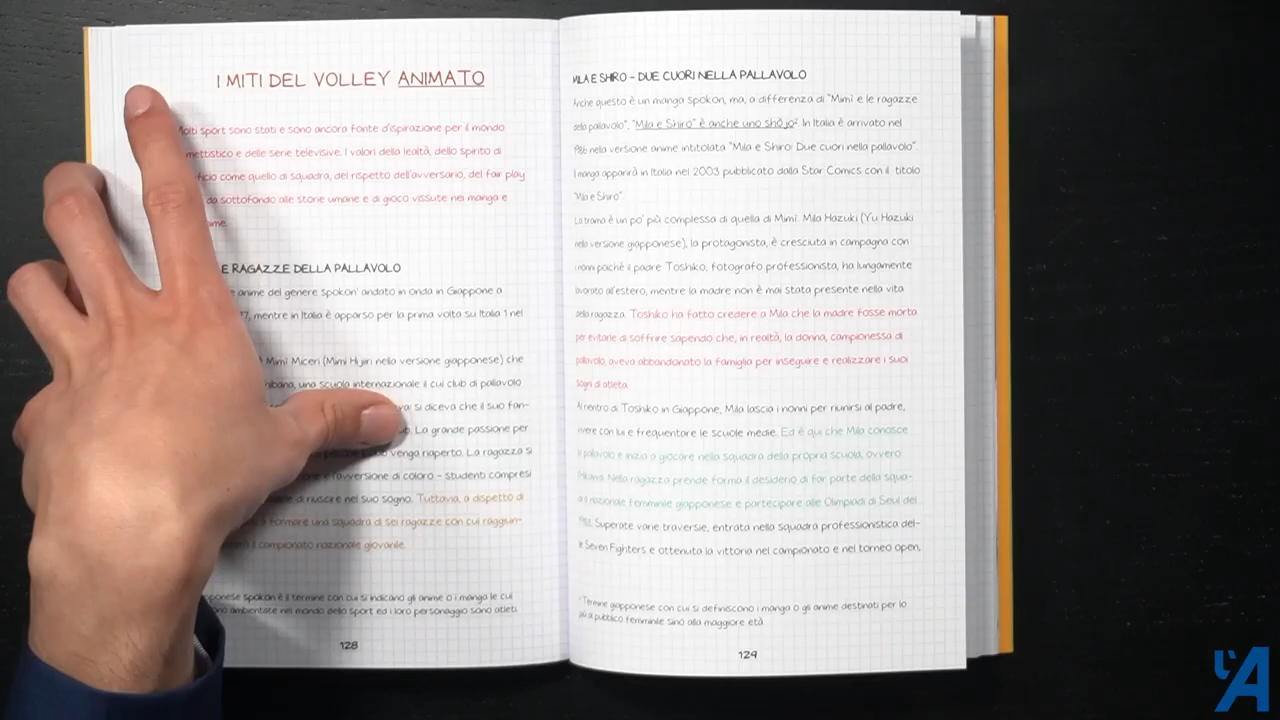 I MITI DEL VOLLEY ANIMATO
Molti sport sono stati e sono ancora fonte d'ispirazione per il mondo
mettistico e delle serie televisive. I valori della lealtà, dello spirito di
ficio come quello di squadra, del rispetto dell'avversario, del fair play
da sottofondo alle storie umane e di gioco vissute nei manga e
ime.
E RAGAZZE DELLA PALLAVOLO
e anime del genere spokon¹ andato in onda in Giappone a
77, mentre in Italia è apparso per la prima volta su Italia 1 nel
Mimì Miceri (Mimi Hijiri nella versione giapponese) che
hibana, una scuola internazionale il cui club di pallavolo
si diceva che il suo fan-
La grande passione per
venga riaperto. La ragazza si
e l'avversione di coloro – studenti compresi
di riuscire nel suo sogno. Tuttavia, a dispetto di
a formare una squadra di sei ragazze con cui raggiun-
il campionato nazionale giovanile.
pponese spokon è il termine con cui si indicano gli anime o i manga le cui
ono ambientate nel mondo dello sport ed i loro personaggio sono atleti.
128
MILA E SHIRO – DUE CUORI NELLA PALLAVOLO
Anche questo è un manga spokon, ma, a differenza di "Mimì e le ragazze
della pallavolo", "Mila e Shiro" è anche uno shōjo². In Italia è arrivato nel
1986 nella versione anime intitolata "Mila e Shiro: Due cuori nella pallavolo".
I manga apparirà in Italia nel 2003 pubblicato dalla Star Comics con il titolo
"Mila e Shiro"
La trama è un po' più complessa di quella di Mimì. Mila Hazuki (Yu Hazuki
nella versione giapponese), la protagonista, è cresciuta in campagna con
i nonni poichè il padre Toshiko, fotografo professionista, ha lungamente
lavorato all'estero, mentre la madre non è mai stata presente nella vita
della ragazza. Toshiko ha fatto credere a Mila che la madre fosse morta
per evitarle di soffrire sapendo che, in realtà, la donna, campionessa di
pallavolo, aveva abbandonato la famiglia per inseguire e realizzare i suoi
sogni di atleta.
Al rientro di Toshiko in Giappone, Mila lascia i nonni per riunirsi al padre,
vivere con lui e frequentare le scuole medie. Ed è qui che Mila conosce
la pallavolo e inizia a giocare nella squadra della propria scuola, ovvero
Nella ragazza prende forma il desiderio di far parte della squa-
dra nazionale femminile giapponese e partecipare alle Olimpiadi di Seul del
1988. Superate varie traversie, entrata nella squadra professionistica del-
le Seven Fighters e ottenuta la vittoria nel campionato e nel torneo open,
² Termine giapponese con cui si definiscono i manga o gli anime destinati per lo
più a pubblico femminile sino alla maggiore età
129
L'A